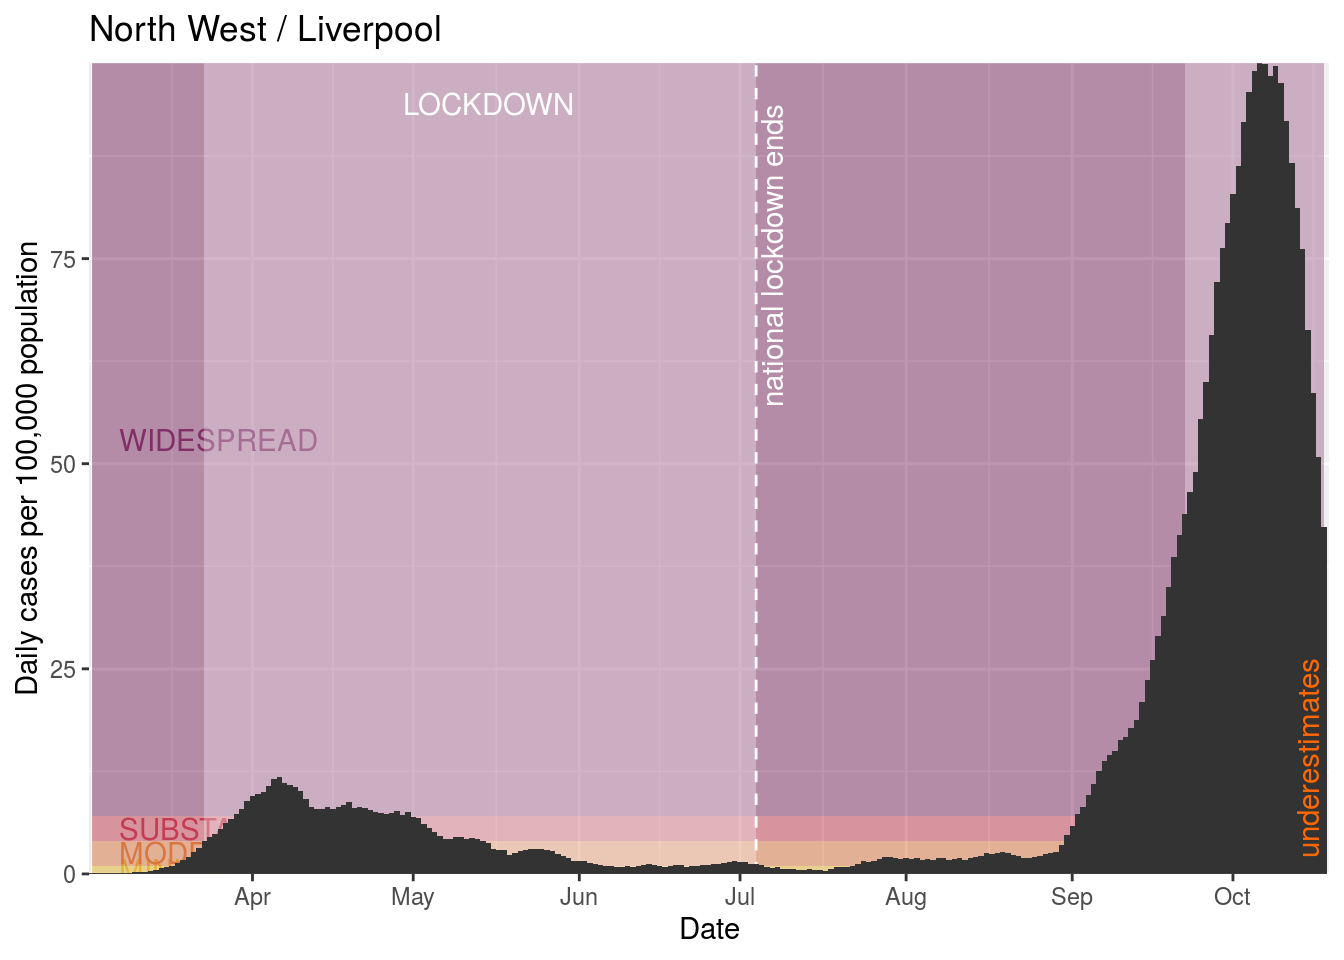 North West / Liverpool
LOCKDOWN
national lockdown ends
WIDESPREAD
underestimates
Daily cases per 100,000 population
75
50
25
0
Apr
May
Jun
Jul
Aug
Sep
Oct
Date